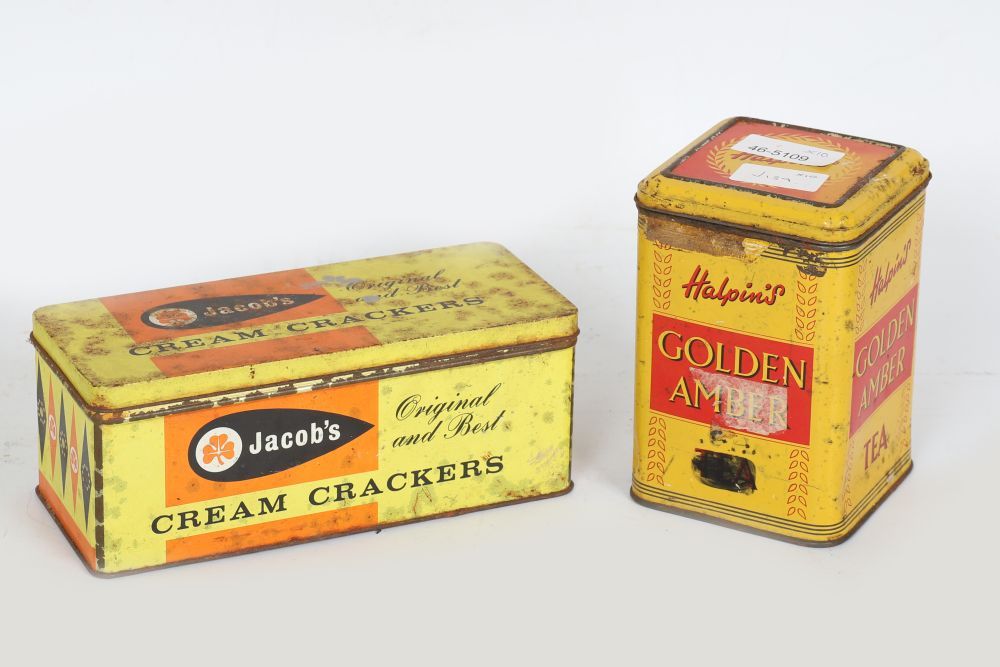 Jacob's
Original
and Best
CREAM CRACKERS
Jacob's
Original
and Best
CREAM CRACKERS
46-5109
X10
Halpin's
GOLDEN
AMBER
Halpin's
GOLDEN
AMBER
TEA